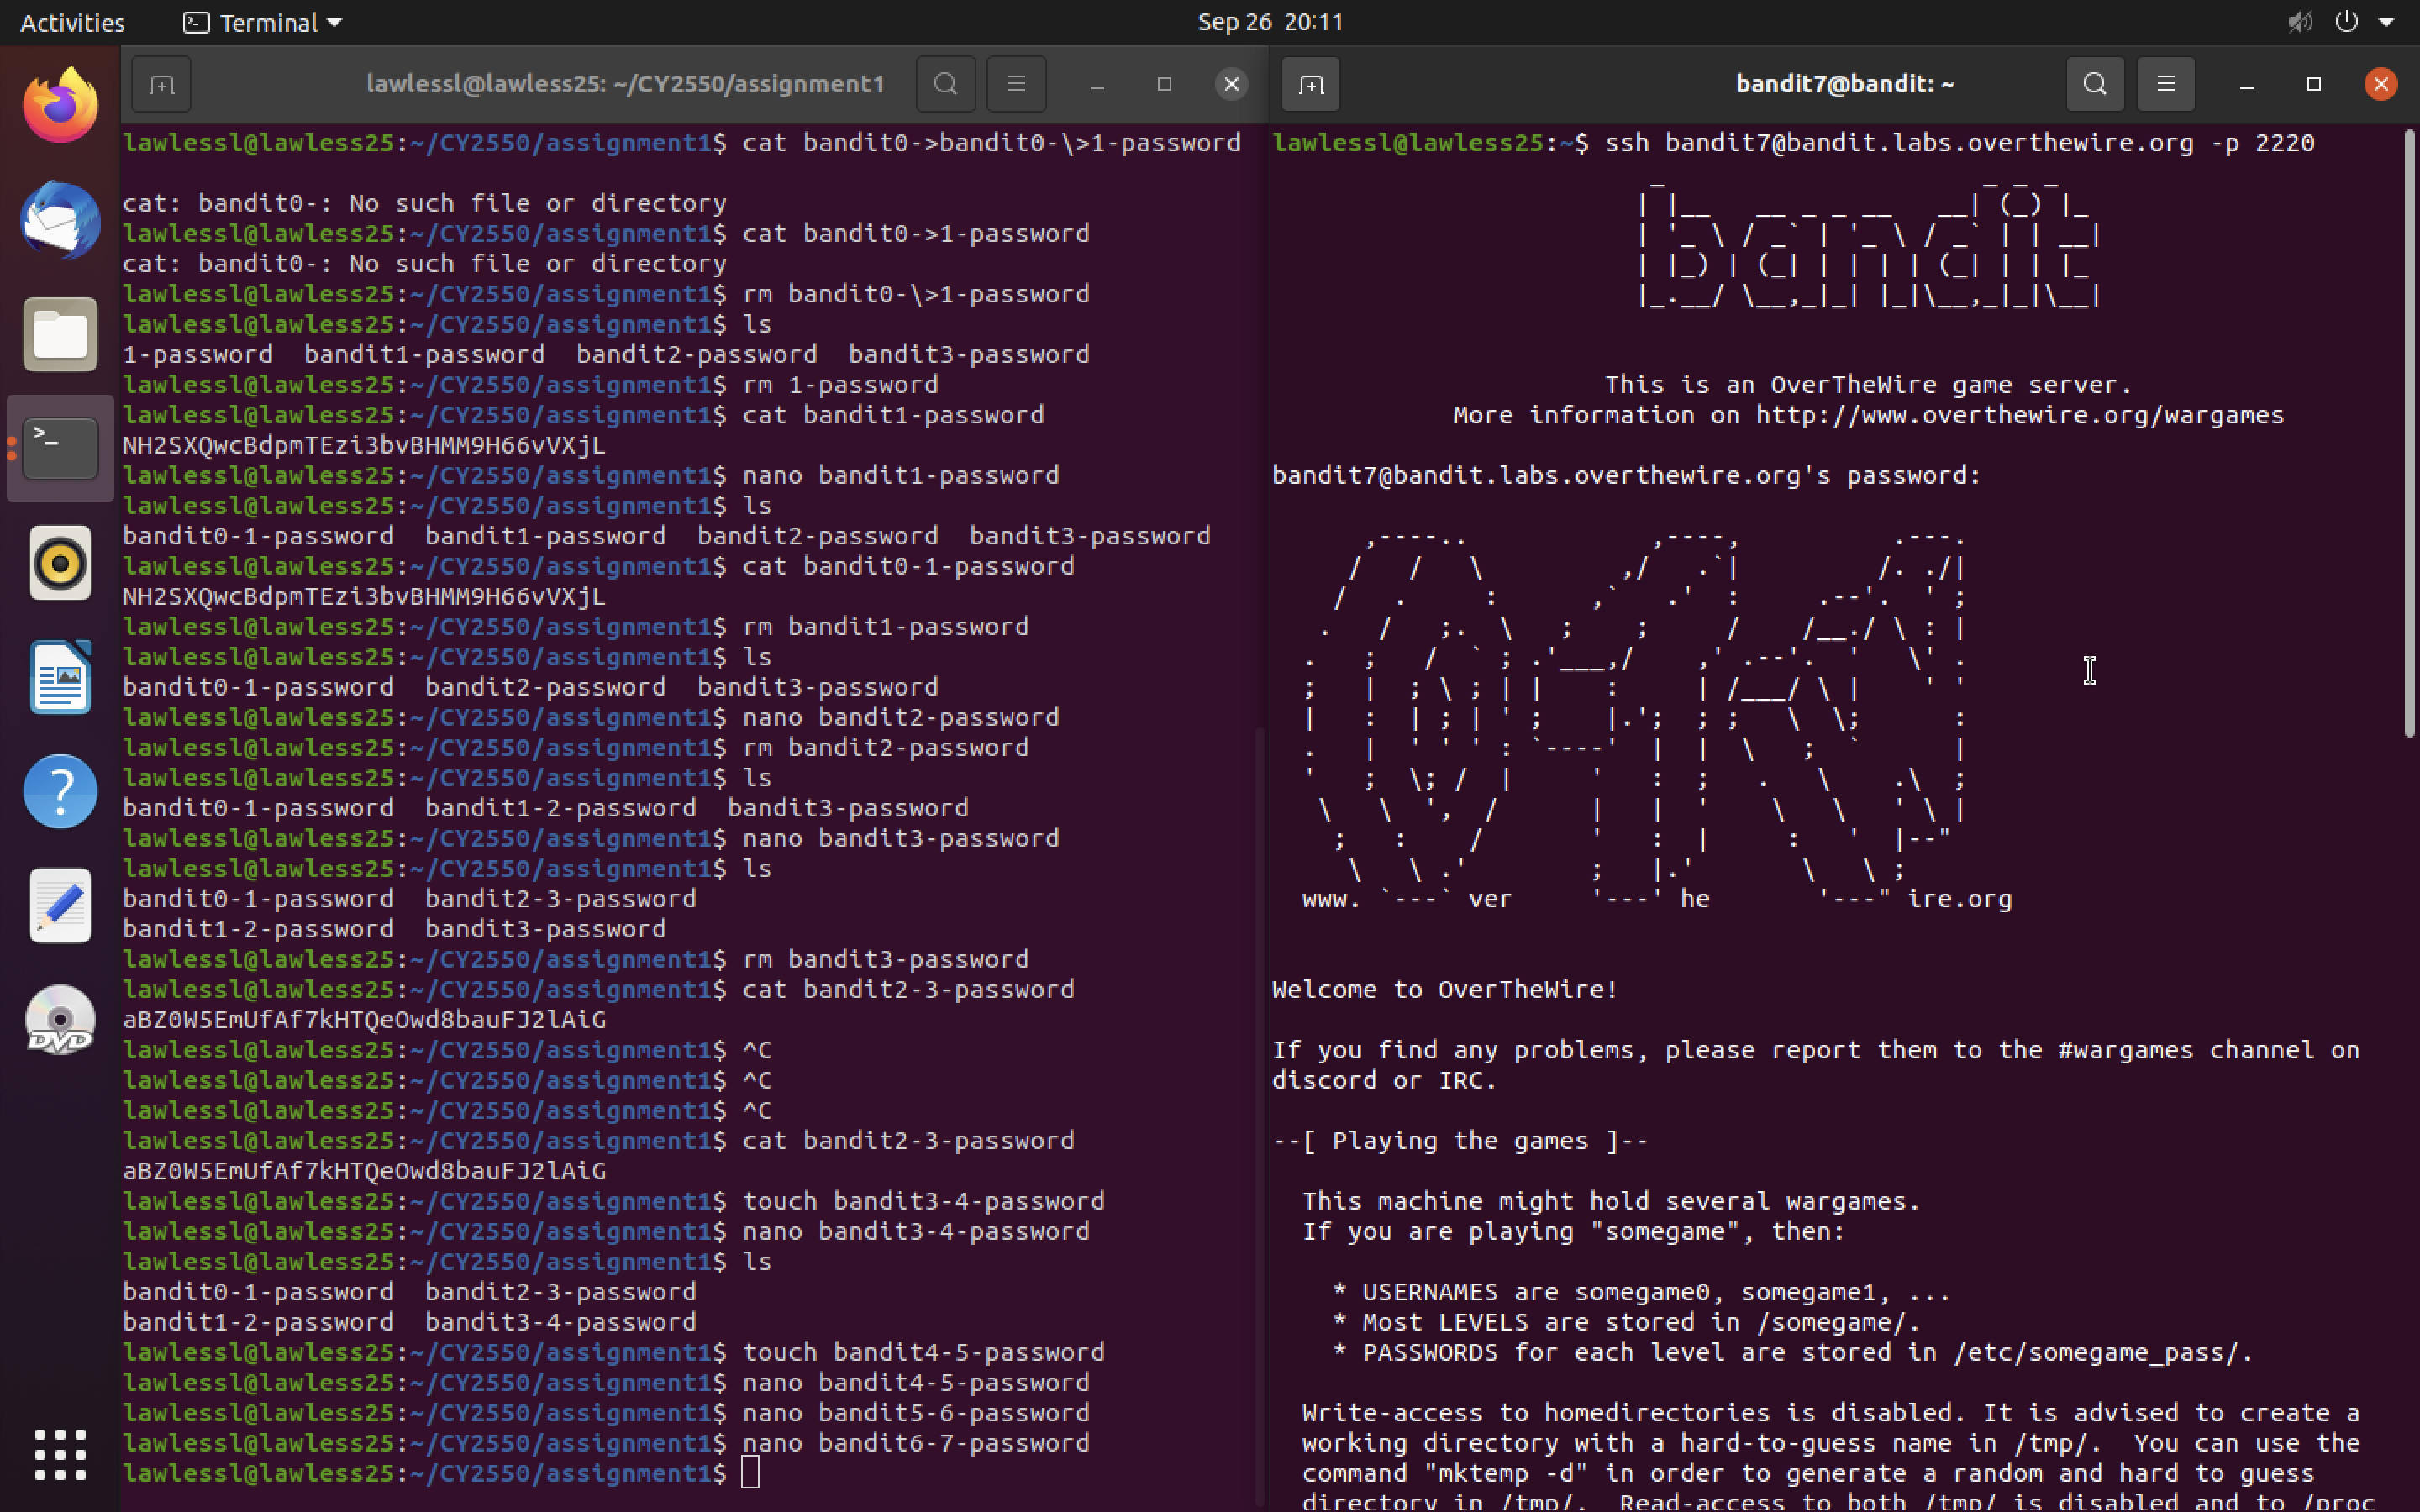 Activities
Terminal
Sep 26 20:11
lawlessl@lawless25: ~/CY2550/assignment1
lawlessl@lawless25:~/CY2550/assignment1$ cat bandit0->bandit0-\>1-password
cat: bandit0-: No such file or directory
lawlessl@lawless25:~/CY2550/assignment1$ cat bandit0->1-password
cat: bandit0-: No such file or directory
lawlessl@lawless25:~/CY2550/assignment1$ rm bandit0-\>1-password
lawlessl@lawless25:~/CY2550/assignment1$ ls
1-password  bandit1-password  bandit2-password  bandit3-password
lawlessl@lawless25:~/CY2550/assignment1$ rm 1-password
lawlessl@lawless25:~/CY2550/assignment1$ cat bandit1-password
NH2SXQwcBdpmTEzi3bvBHMM9H66vVXjL
lawlessl@lawless25:~/CY2550/assignment1$ nano bandit1-password
lawlessl@lawless25:~/CY2550/assignment1$ ls
bandit0-1-password  bandit1-password  bandit2-password  bandit3-password
lawlessl@lawless25:~/CY2550/assignment1$ cat bandit0-1-password
NH2SXQwcBdpmTEzi3bvBHMM9H66vVXjL
lawlessl@lawless25:~/CY2550/assignment1$ rm bandit1-password
lawlessl@lawless25:~/CY2550/assignment1$ ls
bandit0-1-password  bandit2-password  bandit3-password
lawlessl@lawless25:~/CY2550/assignment1$ nano bandit2-password
lawlessl@lawless25:~/CY2550/assignment1$ rm bandit2-password
lawlessl@lawless25:~/CY2550/assignment1$ ls
bandit0-1-password  bandit1-2-password  bandit3-password
lawlessl@lawless25:~/CY2550/assignment1$ nano bandit3-password
lawlessl@lawless25:~/CY2550/assignment1$ ls
bandit0-1-password  bandit2-3-password
bandit1-2-password  bandit3-password
lawlessl@lawless25:~/CY2550/assignment1$ rm bandit3-password
lawlessl@lawless25:~/CY2550/assignment1$ cat bandit2-3-password
aBZ0W5EmUfAf7kHTQeOwd8bauFJ2lAiG
lawlessl@lawless25:~/CY2550/assignment1$ ^C
lawlessl@lawless25:~/CY2550/assignment1$ ^C
lawlessl@lawless25:~/CY2550/assignment1$ ^C
lawlessl@lawless25:~/CY2550/assignment1$ cat bandit2-3-password
aBZ0W5EmUfAf7kHTQeOwd8bauFJ2lAiG
lawlessl@lawless25:~/CY2550/assignment1$ touch bandit3-4-password
lawlessl@lawless25:~/CY2550/assignment1$ nano bandit3-4-password
lawlessl@lawless25:~/CY2550/assignment1$ ls
bandit0-1-password  bandit2-3-password
bandit1-2-password  bandit3-4-password
lawlessl@lawless25:~/CY2550/assignment1$ touch bandit4-5-password
lawlessl@lawless25:~/CY2550/assignment1$ nano bandit4-5-password
lawlessl@lawless25:~/CY2550/assignment1$ nano bandit5-6-password
lawlessl@lawless25:~/CY2550/assignment1$ nano bandit6-7-password
lawlessl@lawless25:~/CY2550/assignment1$
bandit7@bandit: ~
lawlessl@lawless25:~$ ssh bandit7@bandit.labs.overthewire.org -p 2220
bandit
This is an OverTheWire game server.
More information on http://www.overthewire.org/wargames
bandit7@bandit.labs.overthewire.org's password:
www. ver he ire.org
Welcome to OverTheWire!
If you find any problems, please report them to the #wargames channel on
discord or IRC.
--[ Playing the games ]--
This machine might hold several wargames.
If you are playing "somegame", then:
* USERNAMES are somegame0, somegame1, ...
* Most LEVELS are stored in /somegame/.
* PASSWORDS for each level are stored in /etc/somegame_pass/.
Write-access to homedirectories is disabled. It is advised to create a
working directory with a hard-to-guess name in /tmp/.  You can use the
command "mktemp -d" in order to generate a random and hard to guess
directory in /tmp/.  Read-access to both /tmp/ is disabled and to /proc
DVD